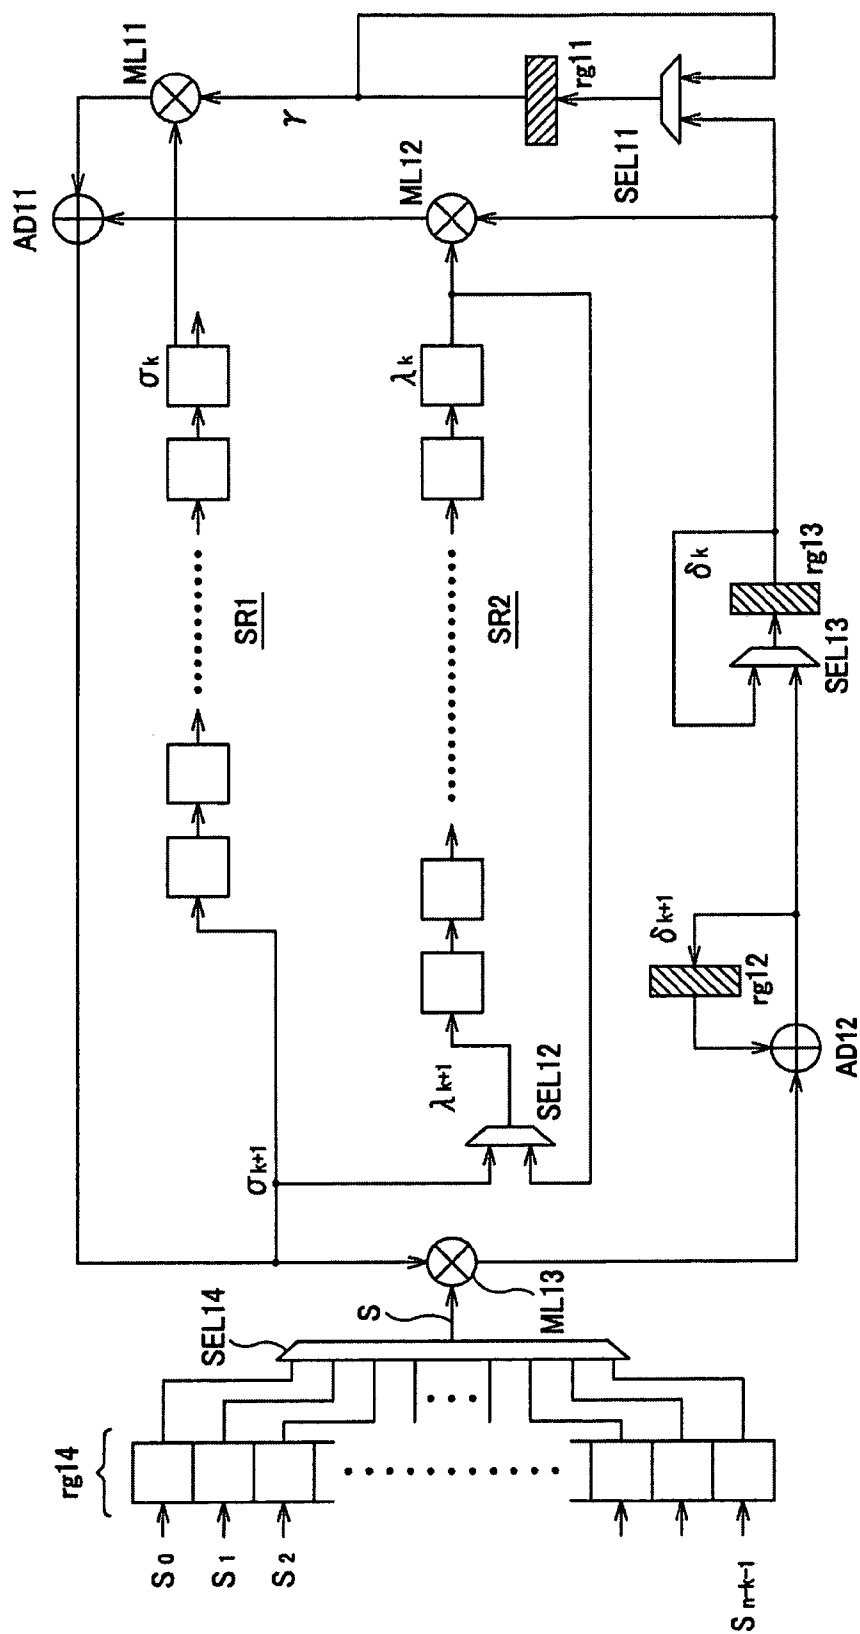 AD11
ML11
γ
rg11
SEL11
ML12
σk
SR1
λk
SR2
δk
rg13
SEL13
σk+1
λk+1
SEL12
δk+1
rg12
AD12
SEL14
S
ML13
rg14
S0
S1
S2
Sn-k-1